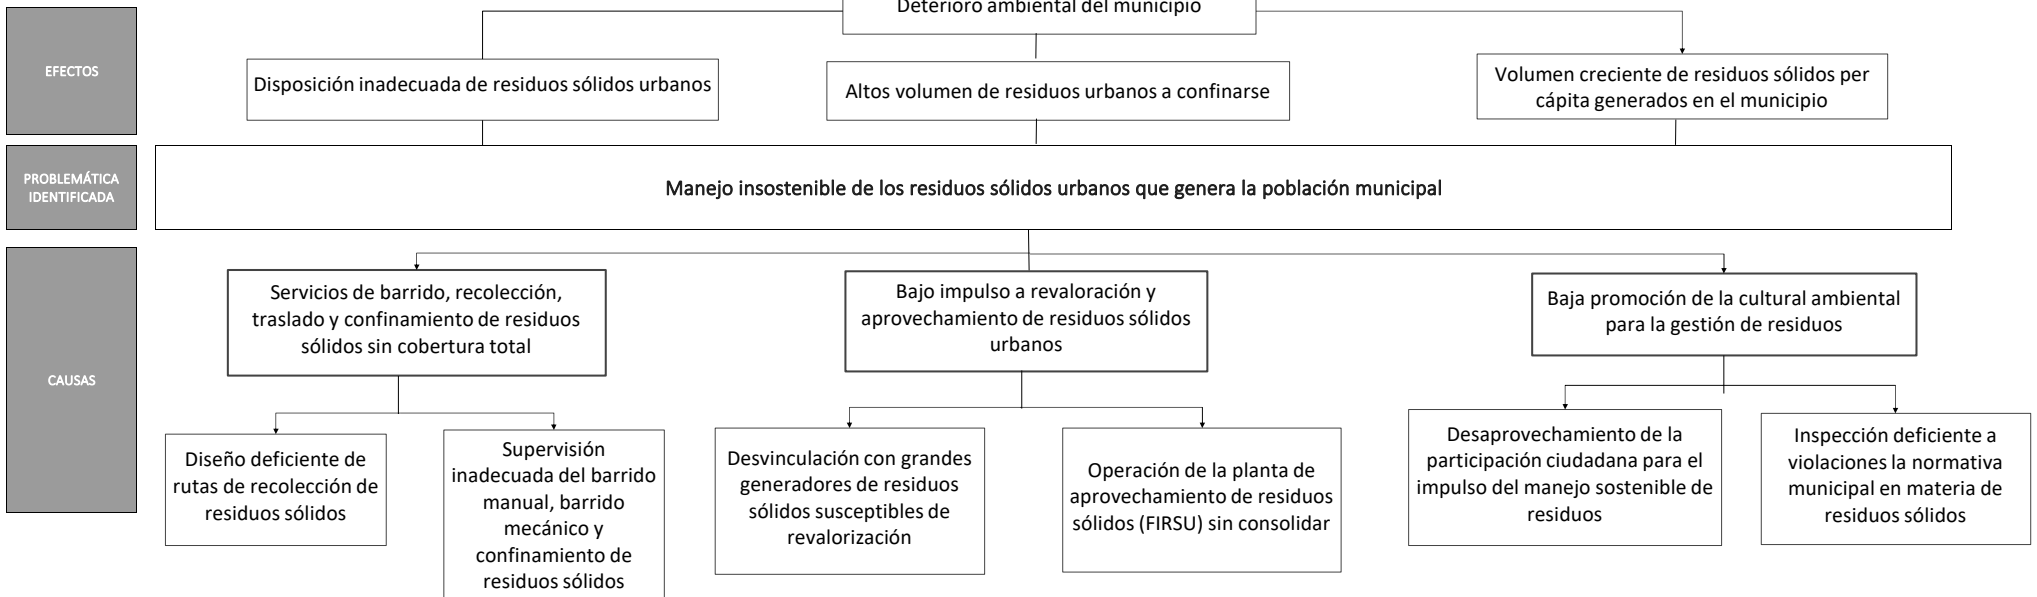 Deterioro ambiental del municipio
EFECTOS
Disposición inadecuada de residuos sólidos urbanos
Altos volumen de residuos urbanos a confinarse
Volumen creciente de residuos sólidos per
cápita generados en el municipio
PROBLEMÁTICA
IDENTIFICADA
Manejo insostenible de los residuos sólidos urbanos que genera la población municipal
CAUSAS
Servicios de barrido, recolección,
traslado y confinamiento de residuos
sólidos sin cobertura total
Bajo impulso a revaloración y
aprovechamiento de residuos sólidos
urbanos
Baja promoción de la cultural ambiental
para la gestión de residuos
Diseño deficiente de
rutas de recolección de
residuos sólidos
Supervisión
inadecuada del barrido
manual, barrido
mecánico y
confinamiento de
residuos sólidos
Desvinculación con grandes
generadores de residuos
sólidos susceptibles de
revalorización
Operación de la planta de
aprovechamiento de residuos
sólidos (FIRSU) sin consolidar
Desaprovechamiento de la
participación ciudadana para el
impulso del manejo sostenible de
residuos
Inspección deficiente a
violaciones la normativa
municipal en materia de
residuos sólidos